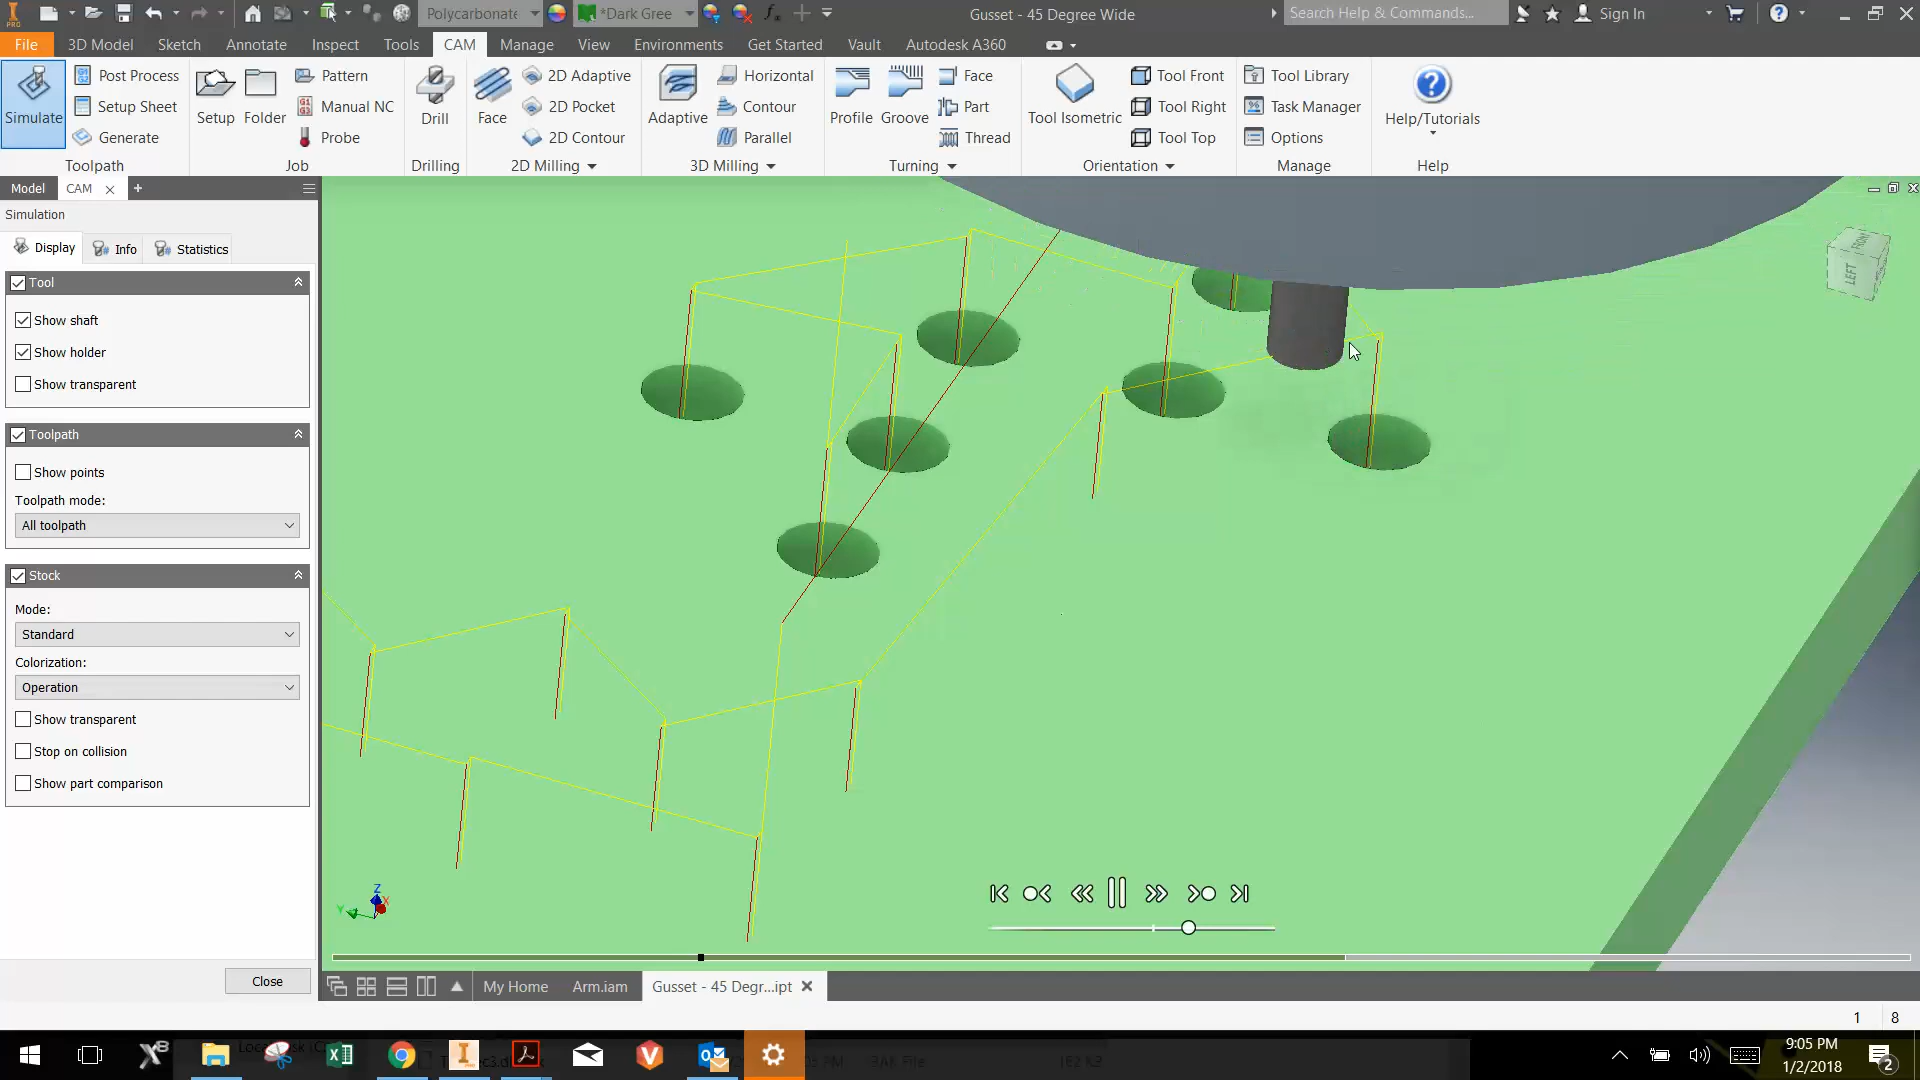 PRO
Polycarbonate
*Dark Gree
Gusset - 45 Degree Wide
Search Help & Commands...
Sign In
File
3D Model
Sketch
Annotate
Inspect
Tools
CAM
Manage
View
Environments
Get Started
Vault
Autodesk A360
Simulate
Post Process
Setup Sheet
Generate
Toolpath
Setup
Folder
Pattern
Manual NC
Probe
Job
Drill
Drilling
Face
2D Adaptive
2D Pocket
2D Contour
2D Milling
Adaptive
Horizontal
Contour
Parallel
3D Milling
Profile
Groove
Face
Part
Thread
Turning
Tool Isometric
Tool Front
Tool Right
Tool Top
Orientation
Tool Library
Task Manager
Options
Manage
Help/Tutorials
Help
Model
CAM
Simulation
Display
Info
Statistics
Tool
Show shaft
Show holder
Show transparent
Toolpath
Show points
Toolpath mode:
All toolpath
Stock
Mode:
Standard
Colorization:
Operation
Show transparent
Stop on collision
Show part comparison
Close
FRONT
LEFT
Z
Y
X
My Home
Arm.iam
Gusset - 45 Degr...ipt
1 8
9:05 PM
1/2/2018
2